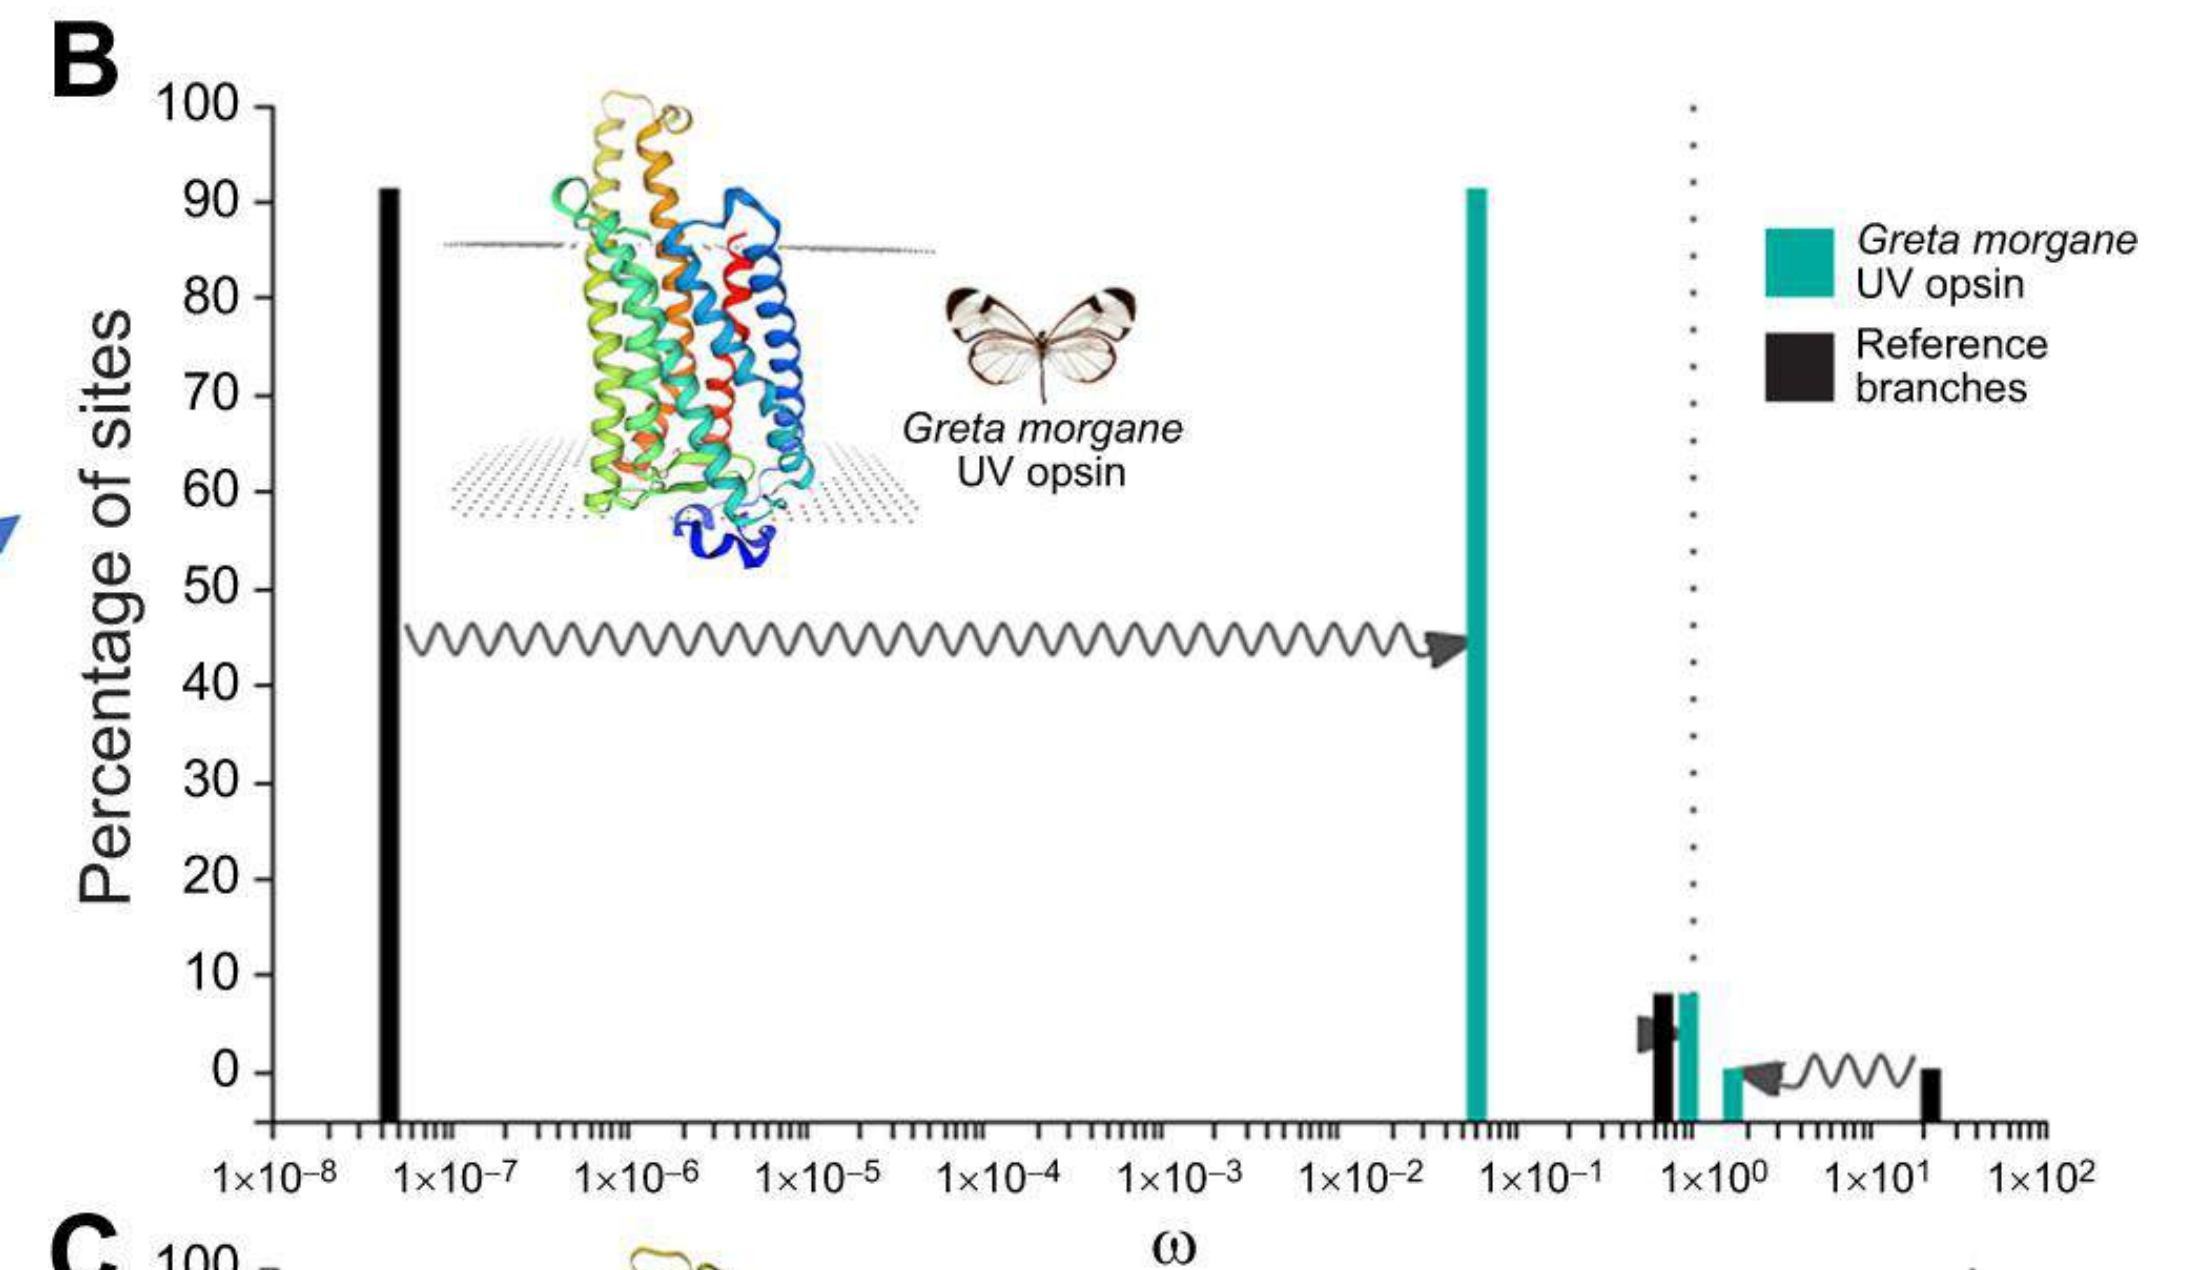 B
100
90
80
70
60
50
40
30
20
10
0
Percentage of sites
Greta morgane
UV opsin
Greta morgane
UV opsin
Reference
branches
1×10⁻⁸ 1×10⁻⁷ 1×10⁻⁶ 1×10⁻⁵ 1×10⁻⁴ 1×10⁻³ 1×10⁻² 1×10⁻¹ 1×10⁰ 1×10¹ 1×10²
ω
C
100